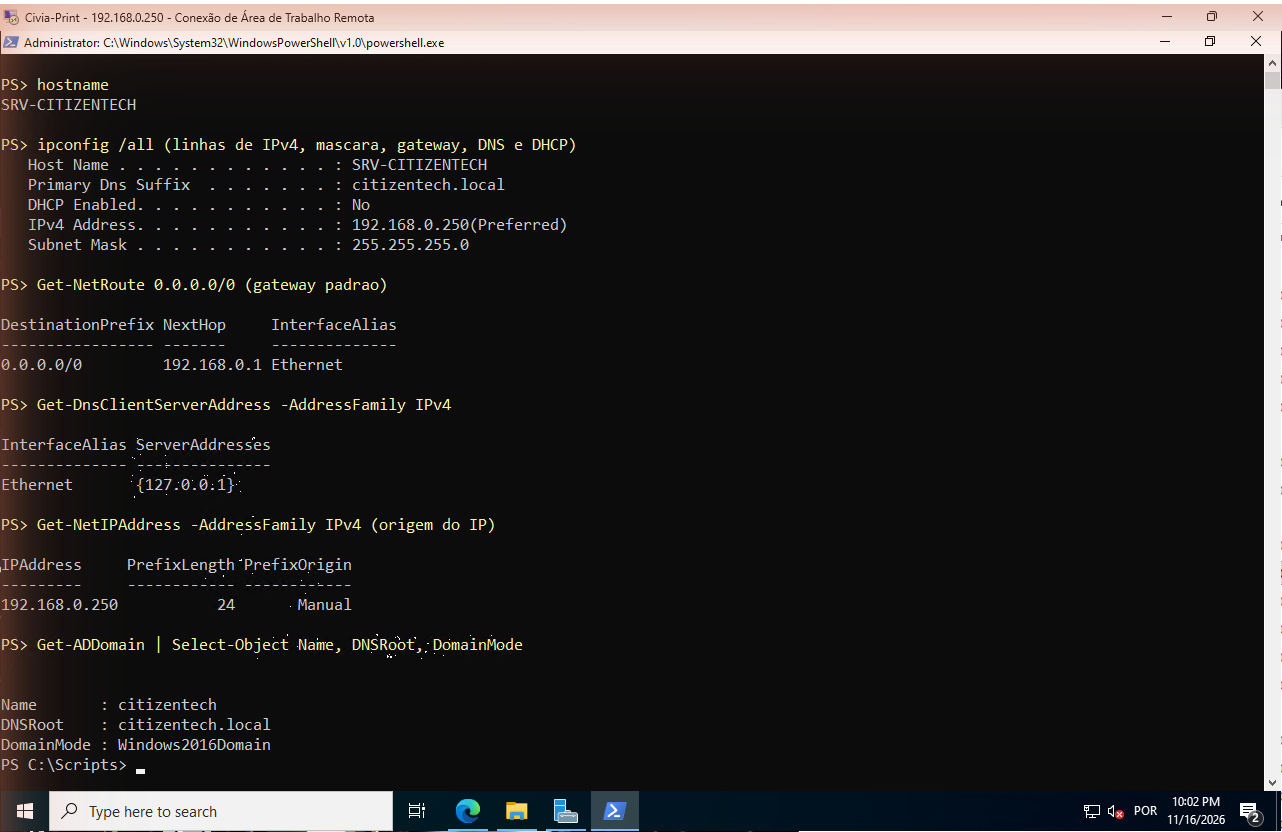 Civia-Print - 192.168.0.250 - Conexão de Área de Trabalho Remota
Administrator: C:\Windows\System32\WindowsPowerShell\v1.0\powershell.exe
PS> hostname
SRV-CITIZENTECH
PS> ipconfig /all (linhas de IPv4, mascara, gateway, DNS e DHCP)
Host Name . . . . . . . . . . . . : SRV-CITIZENTECH
Primary Dns Suffix . . . . . . . : citizentech.local
DHCP Enabled. . . . . . . . . . . : No
IPv4 Address. . . . . . . . . . . : 192.168.0.250(Preferred)
Subnet Mask . . . . . . . . . . . : 255.255.255.0
PS> Get-NetRoute 0.0.0.0/0 (gateway padrao)
DestinationPrefix NextHop     InterfaceAlias
----------------- -------     --------------
0.0.0.0/0         192.168.0.1 Ethernet
PS> Get-DnsClientServerAddress -AddressFamily IPv4
InterfaceAlias ServerAddresses
-------------- ---------------
Ethernet       {127.0.0.1}
PS> Get-NetIPAddress -AddressFamily IPv4 (origem do IP)
IPAddress     PrefixLength PrefixOrigin
---------     ------------ ------------
192.168.0.250           24       Manual
PS> Get-ADDomain | Select-Object Name, DNSRoot, DomainMode
Name       : citizentech
DNSRoot    : citizentech.local
DomainMode : Windows2016Domain
PS C:\Scripts>
Type here to search
POR
10:02 PM
11/16/2026
2